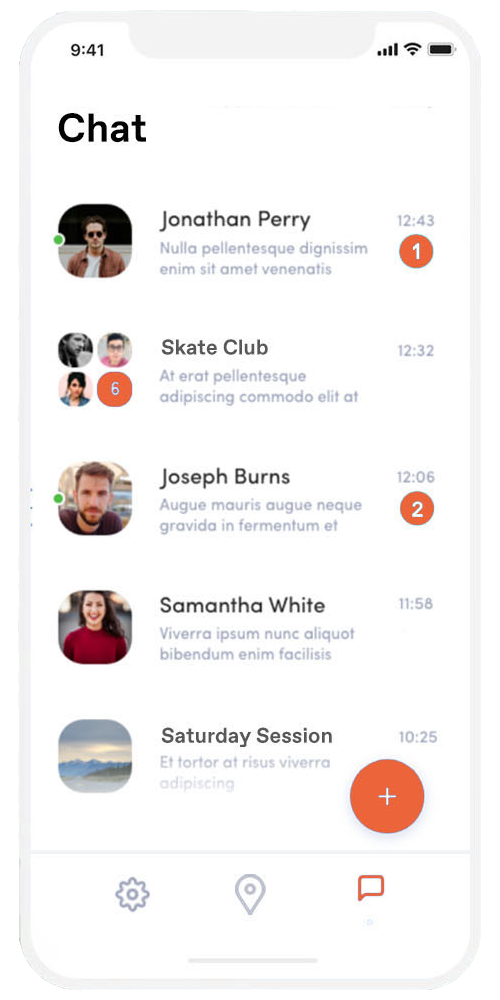 9:41
Chat
Jonathan Perry
12:43
Nulla pellentesque dignissim
enim sit amet venenatis
1
Skate Club
12:32
At erat pellentesque
adipiscing commodo elit at
6
Joseph Burns
12:06
Augue mauris augue neque
gravida in fermentum et
2
Samantha White
11:58
Viverra ipsum nunc aliquot
bibendum enim facilisis
Saturday Session
10:25
Et tortor at risus viverra
adipiscing
+